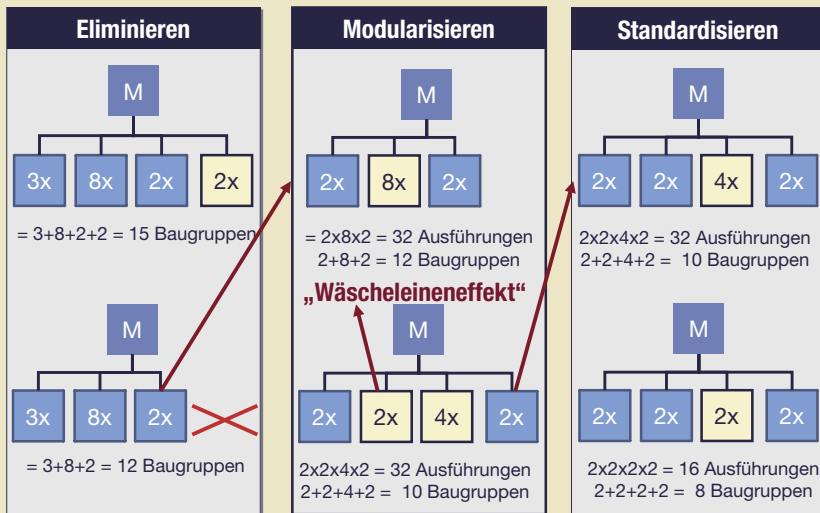 Eliminieren
M
3x 8x 2x 2x
= 3+8+2+2 = 15 Baugruppen
M
3x 8x 2x
= 3+8+2 = 12 Baugruppen
Modularisieren
M
2x 8x 2x
= 2x8x2 = 32 Ausführungen
2+8+2 = 12 Baugruppen
„Wäscheleineneffekt“
M
2x 2x 4x 2x
2x2x4x2 = 32 Ausführungen
2+2+4+2 = 10 Baugruppen
Standardisieren
M
2x 2x 4x 2x
2x2x4x2 = 32 Ausführungen
2+2+4+2 = 10 Baugruppen
M
2x 2x 2x 2x
2x2x2x2 = 16 Ausführungen
2+2+2+2 = 8 Baugruppen